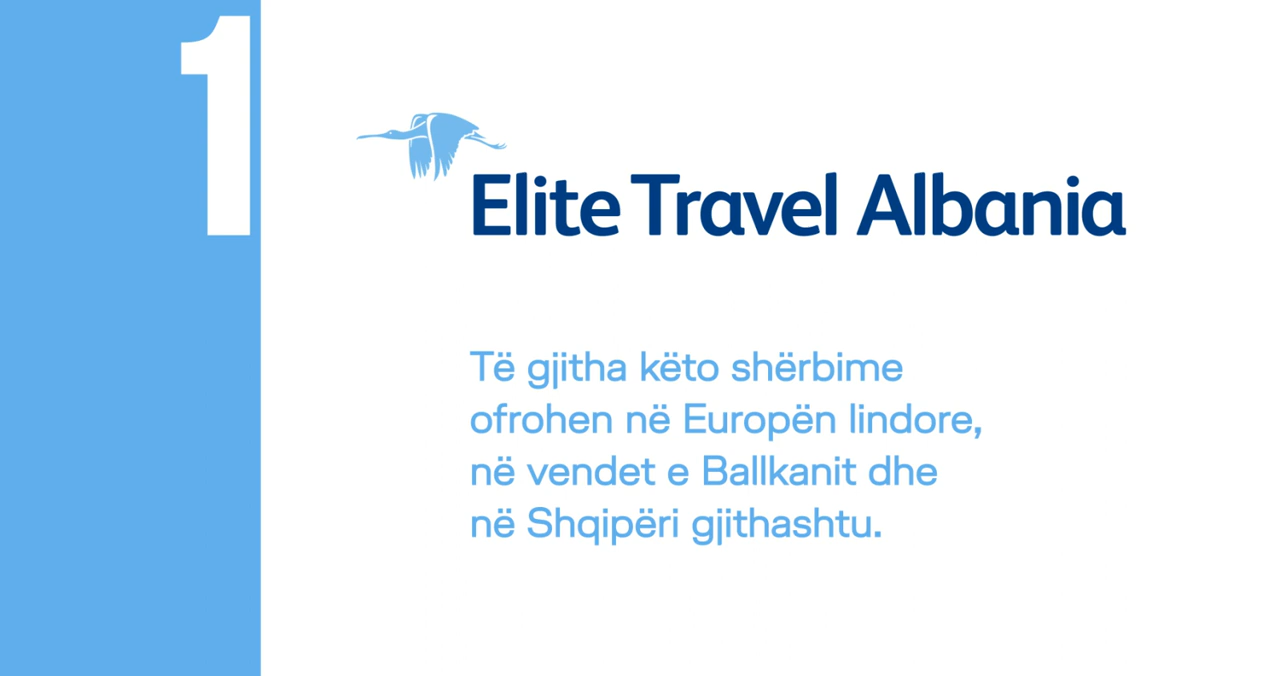 1
Elite Travel Albania
Të gjitha këto shërbime
ofrohen në Europën lindore,
në vendet e Ballkanit dhe
në Shqipëri gjithashtu.